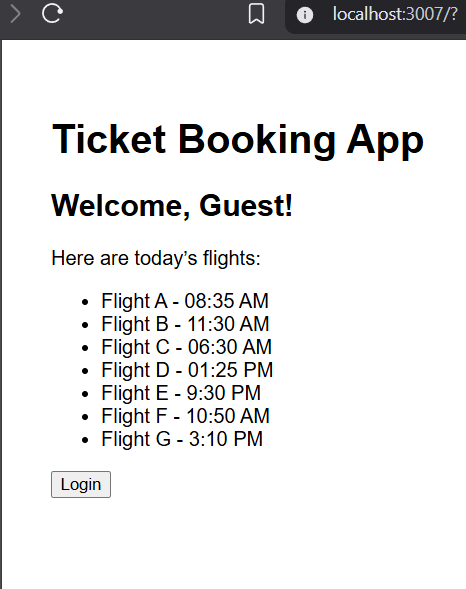 localhost:3007/?
Ticket Booking App
Welcome, Guest!
Here are today’s flights:
Flight A - 08:35 AM
Flight B - 11:30 AM
Flight C - 06:30 AM
Flight D - 01:25 PM
Flight E - 9:30 PM
Flight F - 10:50 AM
Flight G - 3:10 PM
Login